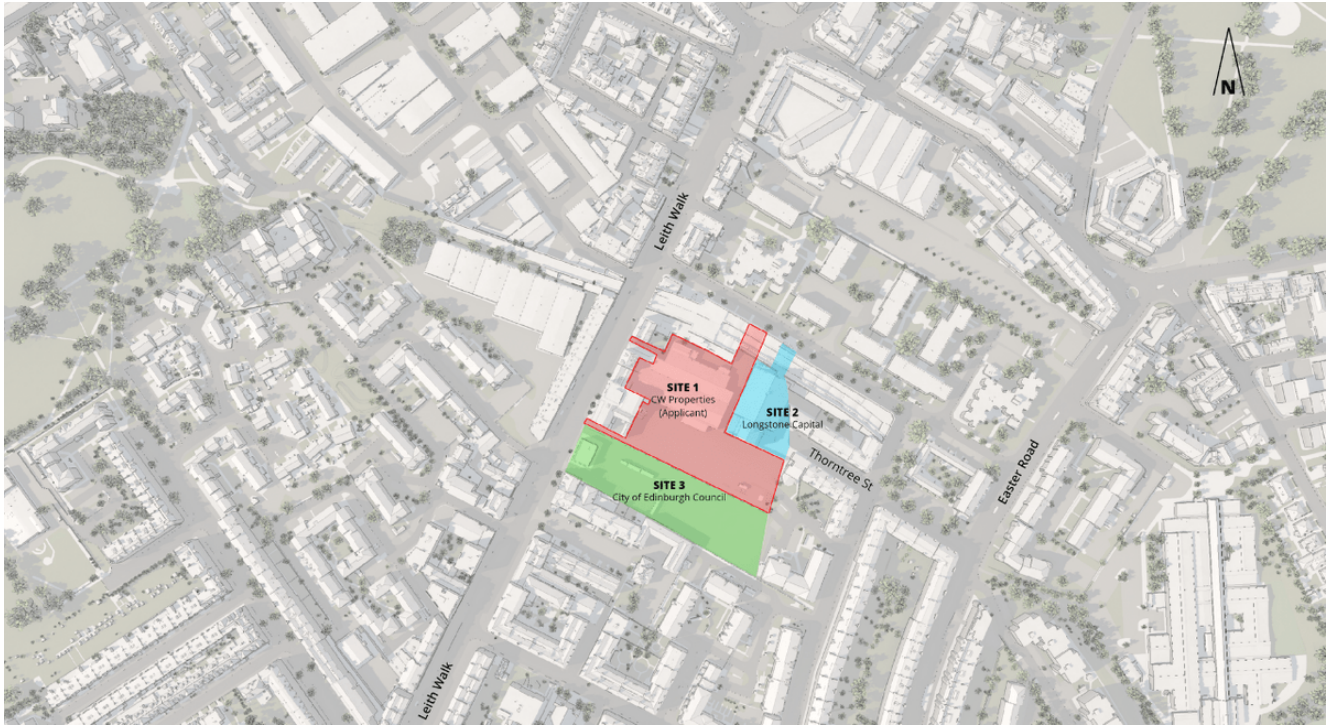 N
Leith Walk
SITE 1
CW Properties
(Applicant)
SITE 2
Longstone Capital
Thorntree St
Easter Road
SITE 3
City of Edinburgh Council
Leith Walk